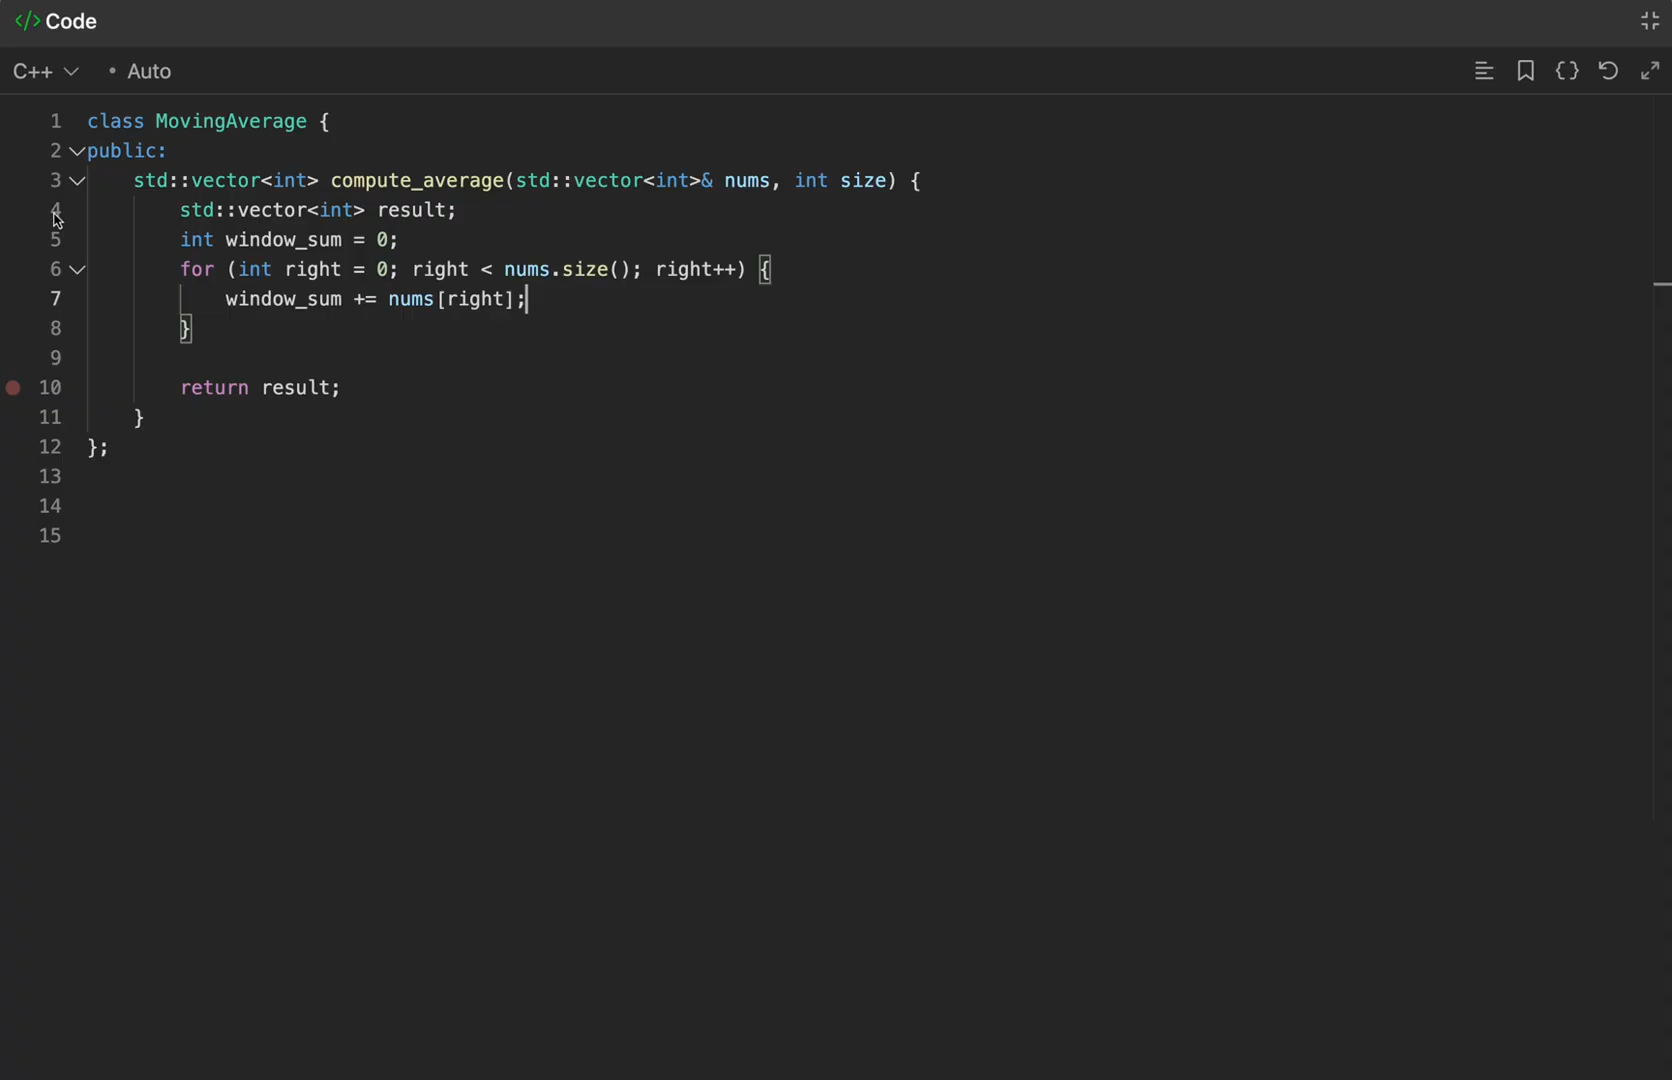 </> Code
C++ • Auto
1 class MovingAverage {
2 public:
3     std::vector<int> compute_average(std::vector<int>& nums, int size) {
4         std::vector<int> result;
5         int window_sum = 0;
6         for (int right = 0; right < nums.size(); right++) {
7             window_sum += nums[right];
8         }
9
10         return result;
11     }
12 };
13
14
15